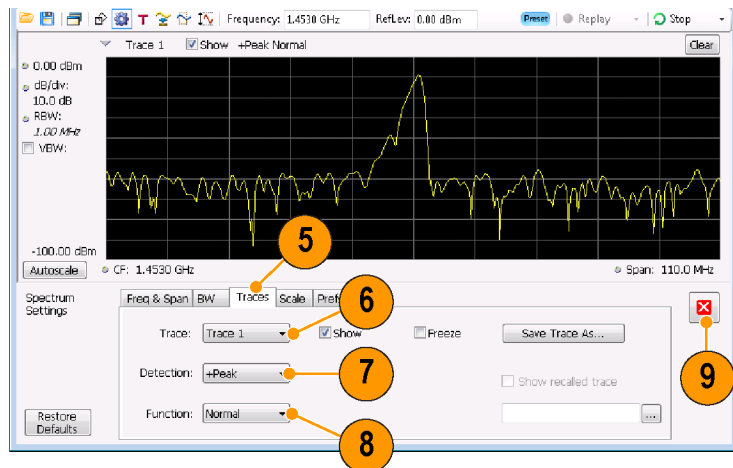 Frequency: 1.4530 GHz RefLev: 0.00 dBm Preset Replay Stop
Trace 1 Show +Peak Normal Clear
0.00 dBm
dB/div:
10.0 dB
RBW:
1.00 MHz
VBW:
-100.00 dBm
5
Autoscale CF: 1.4530 GHz Span: 110.0 MHz
Spectrum
Settings
Freq & Span BW Traces Scale Pref
6
Trace: Trace 1 Show Freeze Save Trace As...
Detection: +Peak 7 Show recalled trace 9
Function: Normal ...
Restore
Defaults
8